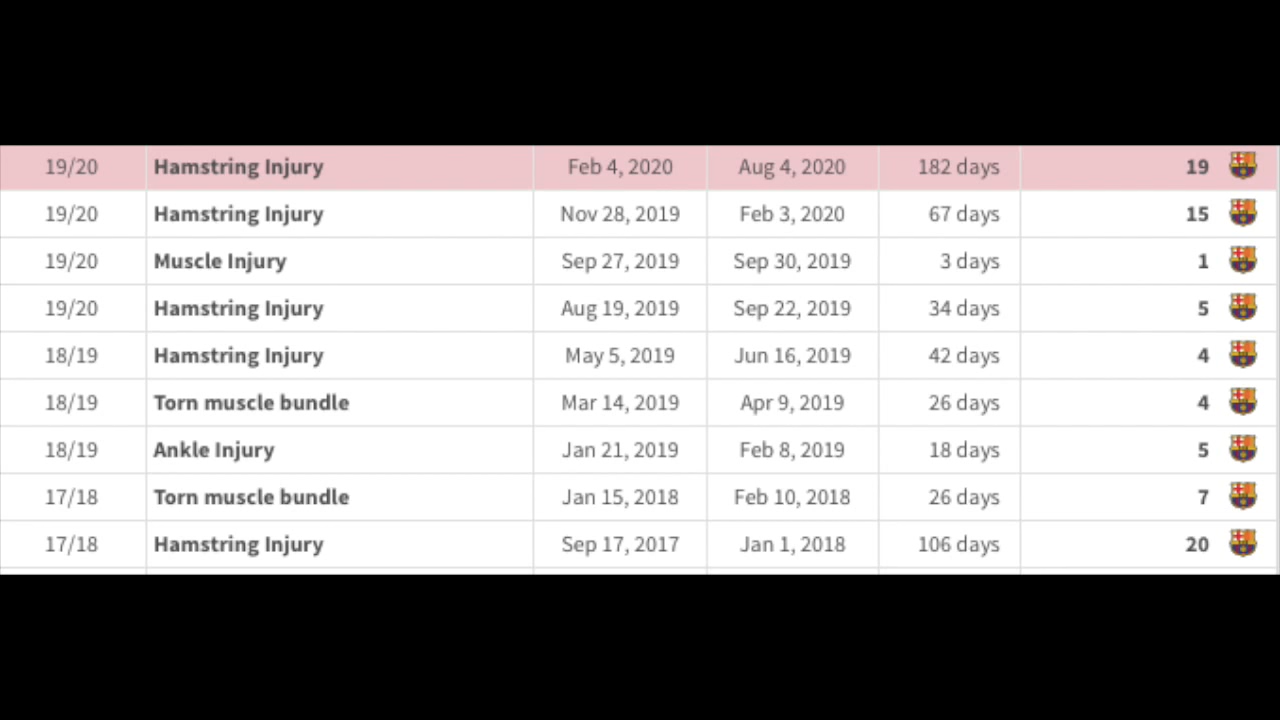 19/20 Hamstring Injury Feb 4, 2020 Aug 4, 2020 182 days 19
19/20 Hamstring Injury Nov 28, 2019 Feb 3, 2020 67 days 15
19/20 Muscle Injury Sep 27, 2019 Sep 30, 2019 3 days 1
19/20 Hamstring Injury Aug 19, 2019 Sep 22, 2019 34 days 5
18/19 Hamstring Injury May 5, 2019 Jun 16, 2019 42 days 4
18/19 Torn muscle bundle Mar 14, 2019 Apr 9, 2019 26 days 4
18/19 Ankle Injury Jan 21, 2019 Feb 8, 2019 18 days 5
17/18 Torn muscle bundle Jan 15, 2018 Feb 10, 2018 26 days 7
17/18 Hamstring Injury Sep 17, 2017 Jan 1, 2018 106 days 20